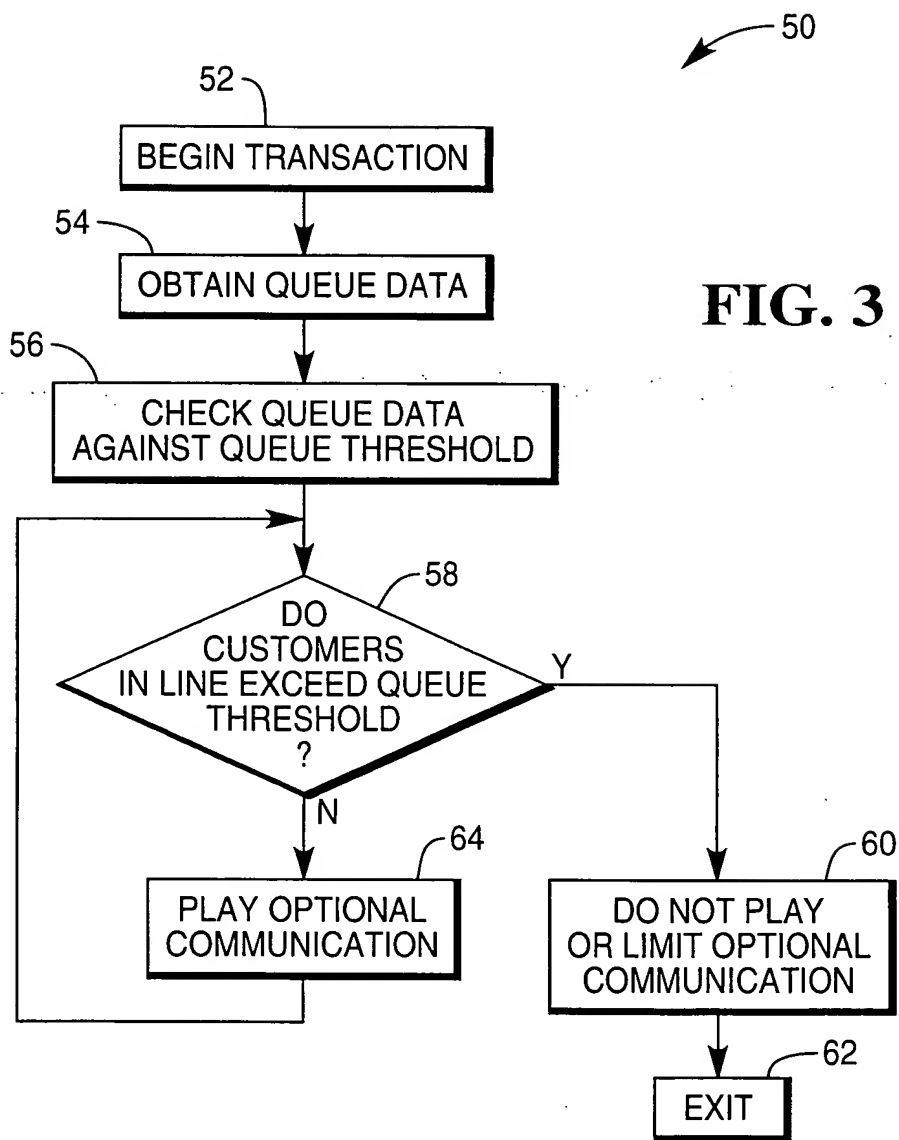 50
52
BEGIN TRANSACTION
54
OBTAIN QUEUE DATA
FIG. 3
56
CHECK QUEUE DATA
AGAINST QUEUE THRESHOLD
58
DO
CUSTOMERS
IN LINE EXCEED QUEUE
THRESHOLD
?
Y
N
64
PLAY OPTIONAL
COMMUNICATION
60
DO NOT PLAY
OR LIMIT OPTIONAL
COMMUNICATION
62
EXIT